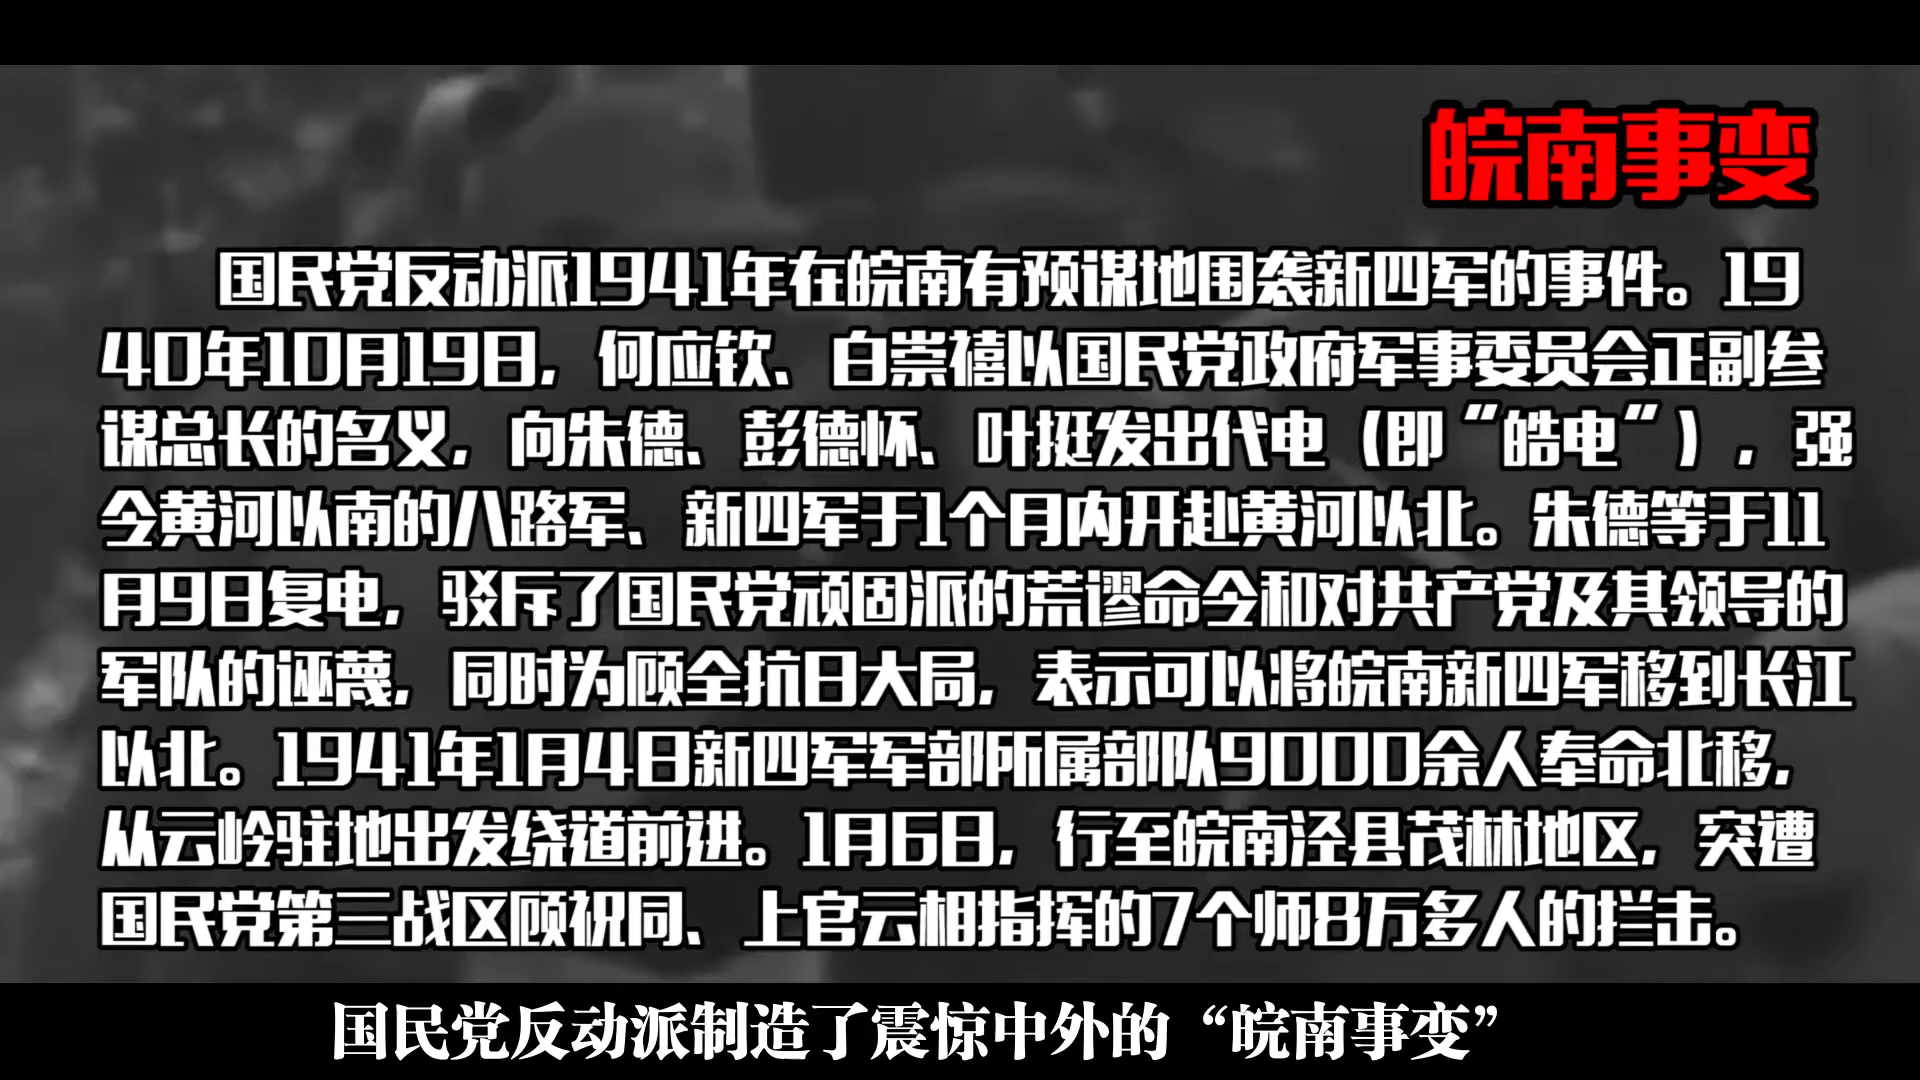 皖南事变
国民党反动派1941年在皖南有预谋地围袭新四军的事件。19
40年10月19日，何应钦、白崇禧以国民党政府军事委员会正副参
谋总长的名义，向朱德、彭德怀、叶挺发出代电（即“皓电”），强
令黄河以南的八路军、新四军于1个月内开赴黄河以北。朱德等于11
月9日复电，驳斥了国民党顽固派的荒谬命令和对共产党及其领导的
军队的诬蔑，同时为顾全抗日大局，表示可以将皖南新四军移到长江
以北。1941年1月4日新四军军部所属部队9000余人奉命北移，
从云岭驻地出发绕道前进。1月6日，行至皖南泾县茂林地区，突遭
国民党第三战区顾祝同、上官云相指挥的7个师8万多人的拦击。
国民党反动派制造了震惊中外的“皖南事变”